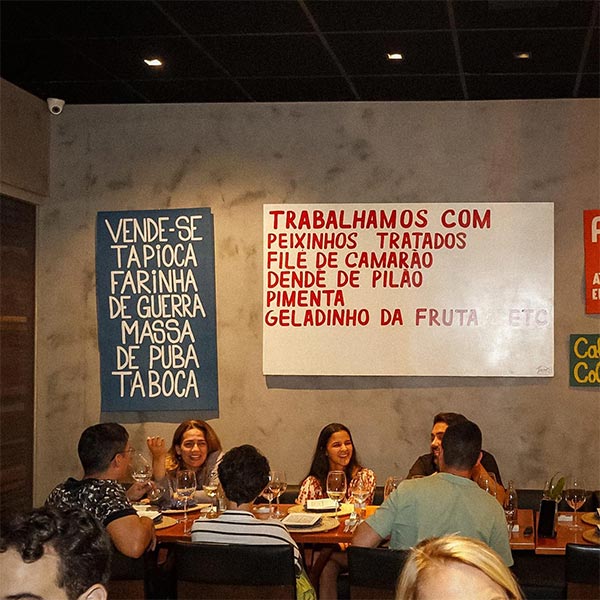 VENDE-SE
TAPIOCA
FARINHA
DE GUERRA
MASSA
DE PUBA
TABOCA
TRABALHAMOS COM
PEIXINHOS TRATADOS
FILÉ DE CAMARÃO
DENDÊ DE PILÃO
PIMENTA
GELADINHO DA FRUTA ETC